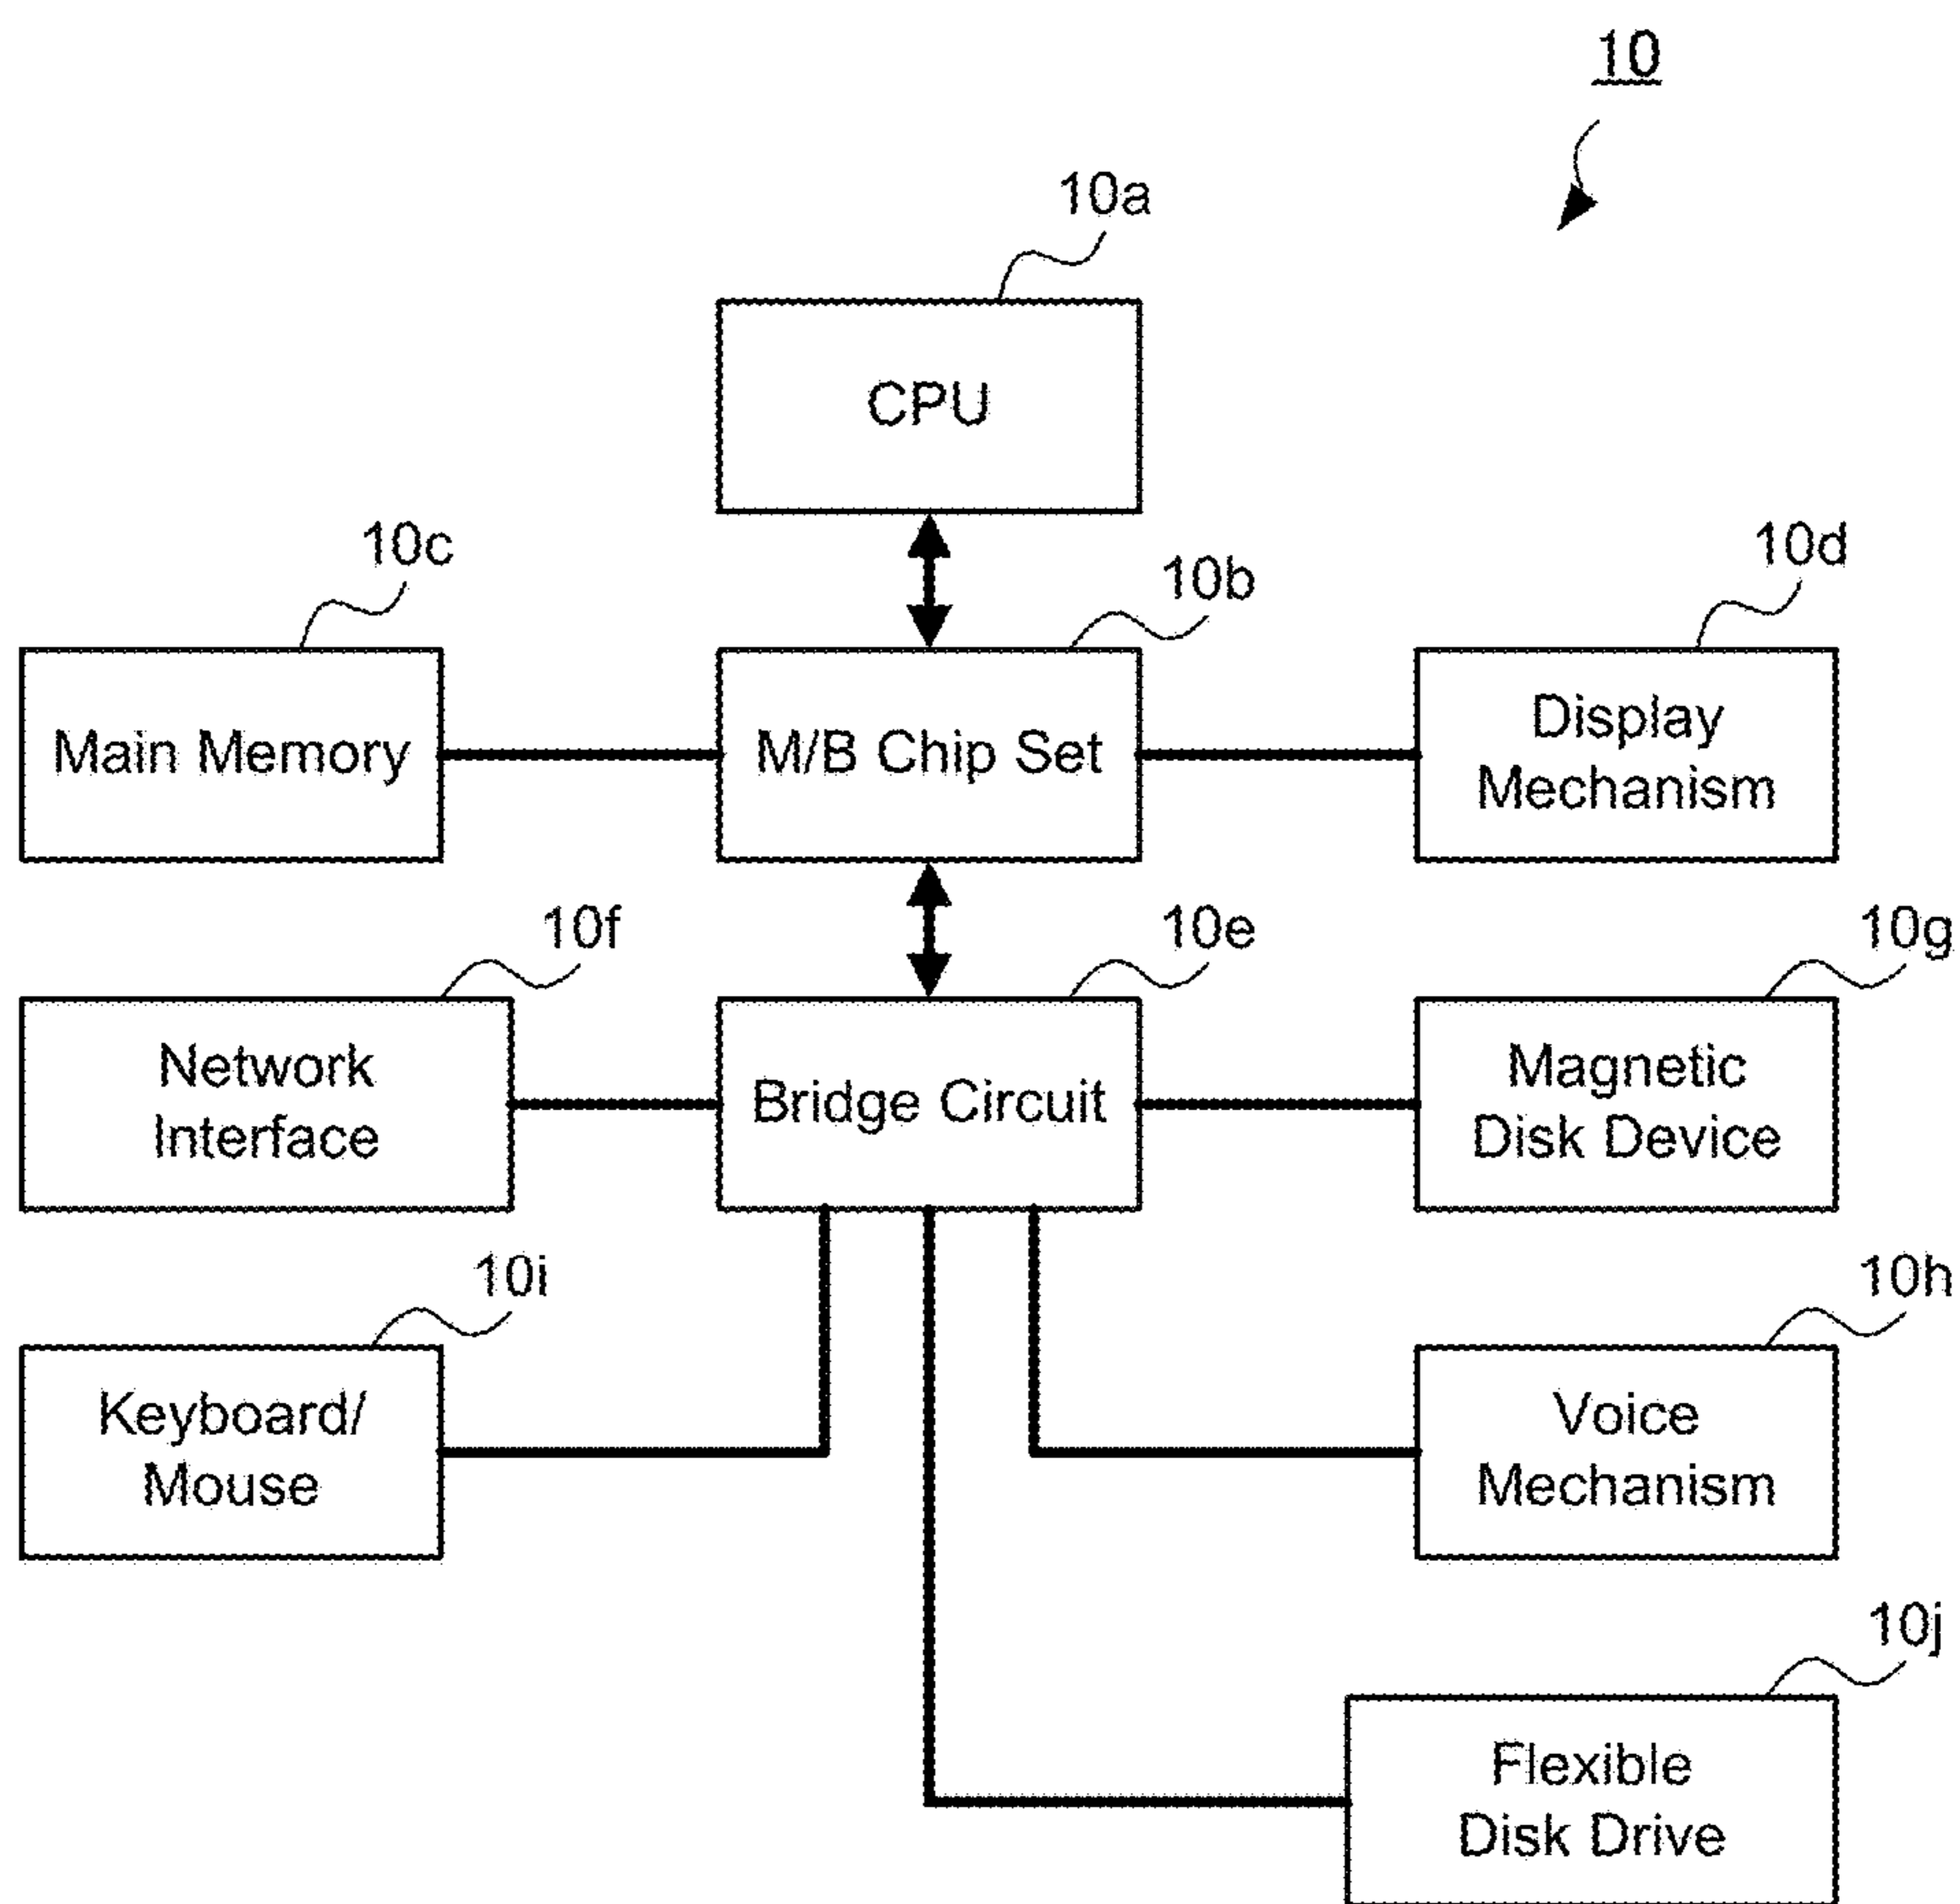 10
10a
CPU
10c
10b
10d
Main Memory
M/B Chip Set
Display
Mechanism
10f
10e
10g
Network
Interface
Bridge Circuit
Magnetic
Disk Device
10i
10h
Keyboard/
Mouse
Voice
Mechanism
10j
Flexible
Disk Drive